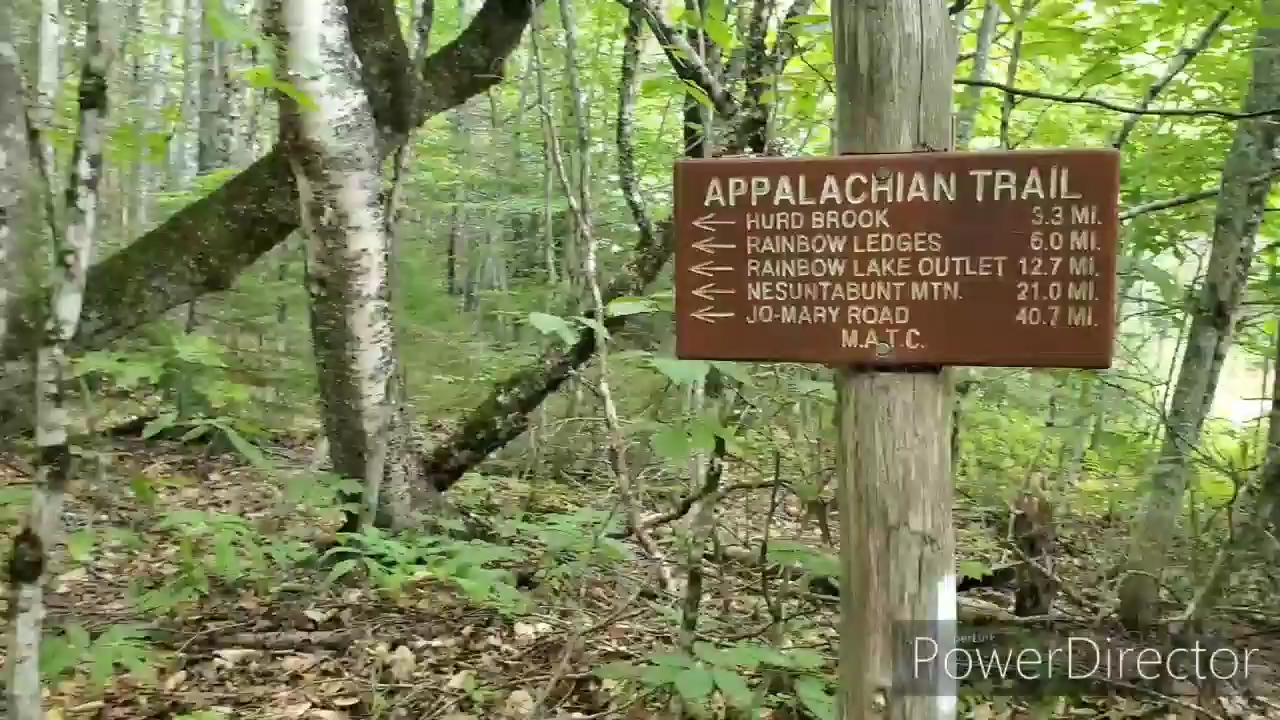 APPALACHIAN TRAIL
← HURD BROOK 3.3 MI.
← RAINBOW LEDGES 6.0 MI.
← RAINBOW LAKE OUTLET 12.7 MI.
← NESUNTABUNT MTN. 21.0 MI.
← JO-MARY ROAD 40.7 MI.
M.A.T.C.
PowerDirector